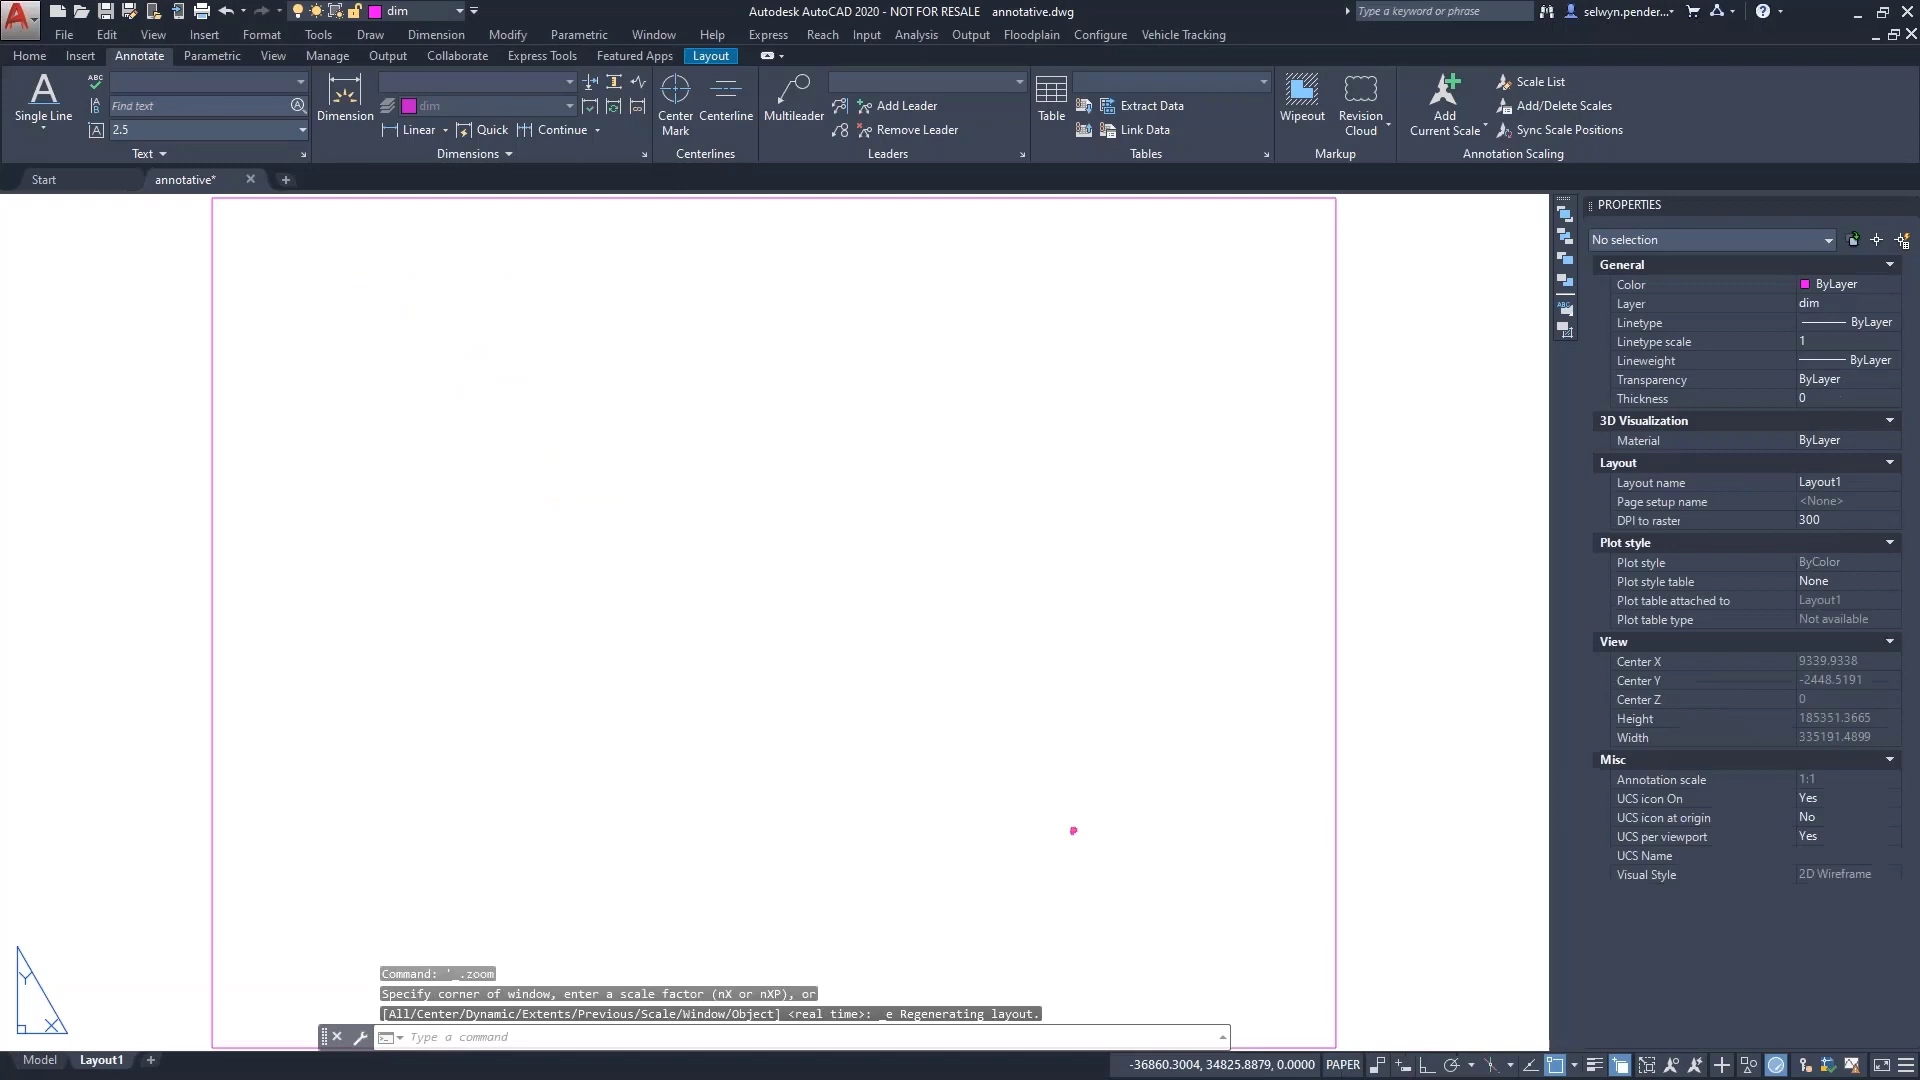 dim
Autodesk AutoCAD 2020 - NOT FOR RESALE annotative.dwg
Type a keyword or phrase
selwyn.pender...
File Edit View Insert Format Tools Draw Dimension Modify Parametric Window Help Express Reach Input Analysis Output Floodplain Configure Vehicle Tracking
Home Insert Annotate Parametric View Manage Output Collaborate Express Tools Featured Apps Layout
Single Line
ABC
Find text
2.5
Text
Dimension
dim
Linear Quick Continue
Dimensions
Center Mark
Centerline
Centerlines
Multileader
Add Leader
Remove Leader
Leaders
Table
Extract Data
Link Data
Tables
Wipeout
Revision Cloud
Markup
Add Current Scale
Scale List
Add/Delete Scales
Sync Scale Positions
Annotation Scaling
Start
annotative*
PROPERTIES
No selection
General
Color ByLayer
Layer dim
Linetype ByLayer
Linetype scale 1
Lineweight ByLayer
Transparency ByLayer
Thickness 0
3D Visualization
Material ByLayer
Layout
Layout name Layout1
Page setup name <None>
DPI to raster 300
Plot style
Plot style ByColor
Plot style table None
Plot table attached to Layout1
Plot table type Not available
View
Center X 9339.9338
Center Y -2448.5191
Center Z 0
Height 185351.3665
Width 335191.4899
Misc
Annotation scale 1:1
UCS icon On Yes
UCS icon at origin No
UCS per viewport Yes
UCS Name
Visual Style 2D Wireframe
Y
X
Command: '_.zoom
Specify corner of window, enter a scale factor (nX or nXP), or
[All/Center/Dynamic/Extents/Previous/Scale/Window/Object] <real time>: _e Regenerating layout.
Type a command
Model Layout1
-36860.3004, 34825.8879, 0.0000 PAPER